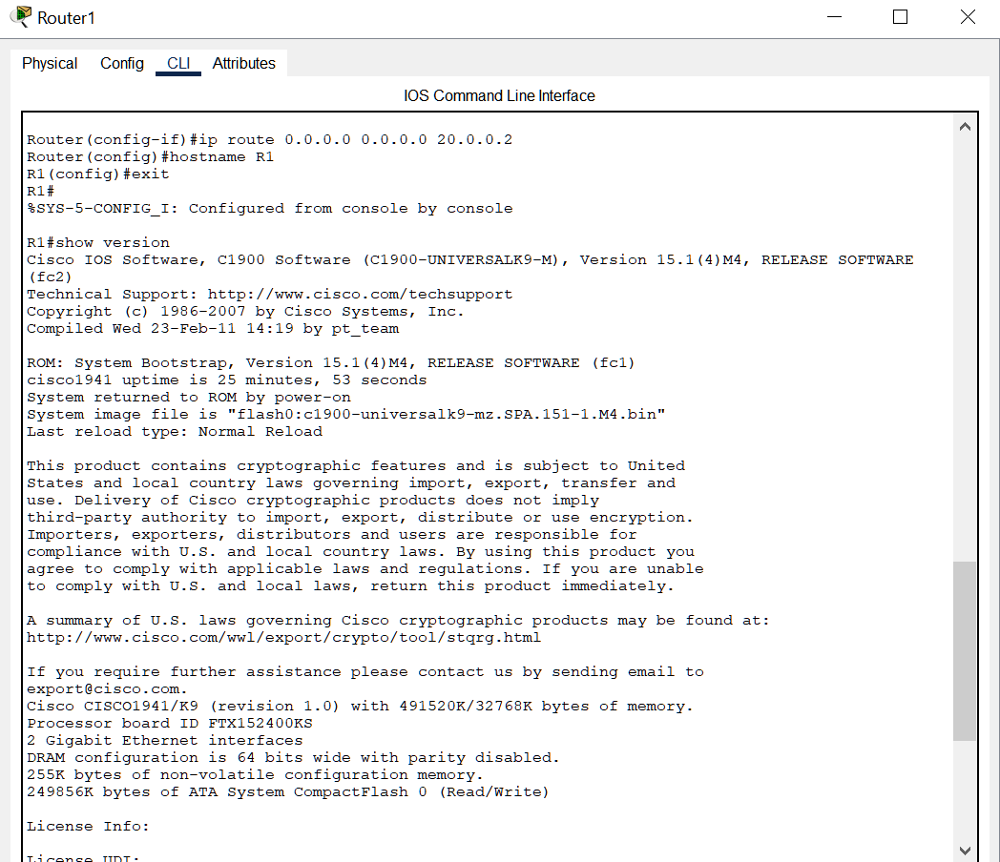 Router1
Physical Config CLI Attributes
IOS Command Line Interface
Router(config-if)#ip route 0.0.0.0 0.0.0.0 20.0.0.2
Router(config)#hostname R1
R1(config)#exit
R1#
%SYS-5-CONFIG_I: Configured from console by console
R1#show version
Cisco IOS Software, C1900 Software (C1900-UNIVERSALK9-M), Version 15.1(4)M4, RELEASE SOFTWARE
(fc2)
Technical Support: http://www.cisco.com/techsupport
Copyright (c) 1986-2007 by Cisco Systems, Inc.
Compiled Wed 23-Feb-11 14:19 by pt_team
ROM: System Bootstrap, Version 15.1(4)M4, RELEASE SOFTWARE (fc1)
cisco1941 uptime is 25 minutes, 53 seconds
System returned to ROM by power-on
System image file is "flash0:c1900-universalk9-mz.SPA.151-1.M4.bin"
Last reload type: Normal Reload
This product contains cryptographic features and is subject to United
States and local country laws governing import, export, transfer and
use. Delivery of Cisco cryptographic products does not imply
third-party authority to import, export, distribute or use encryption.
Importers, exporters, distributors and users are responsible for
compliance with U.S. and local country laws. By using this product you
agree to comply with applicable laws and regulations. If you are unable
to comply with U.S. and local laws, return this product immediately.
A summary of U.S. laws governing Cisco cryptographic products may be found at:
http://www.cisco.com/wwl/export/crypto/tool/stqrg.html
If you require further assistance please contact us by sending email to
export@cisco.com.
Cisco CISCO1941/K9 (revision 1.0) with 491520K/32768K bytes of memory.
Processor board ID FTX152400KS
2 Gigabit Ethernet interfaces
DRAM configuration is 64 bits wide with parity disabled.
255K bytes of non-volatile configuration memory.
249856K bytes of ATA System CompactFlash 0 (Read/Write)
License Info:
License UDI: